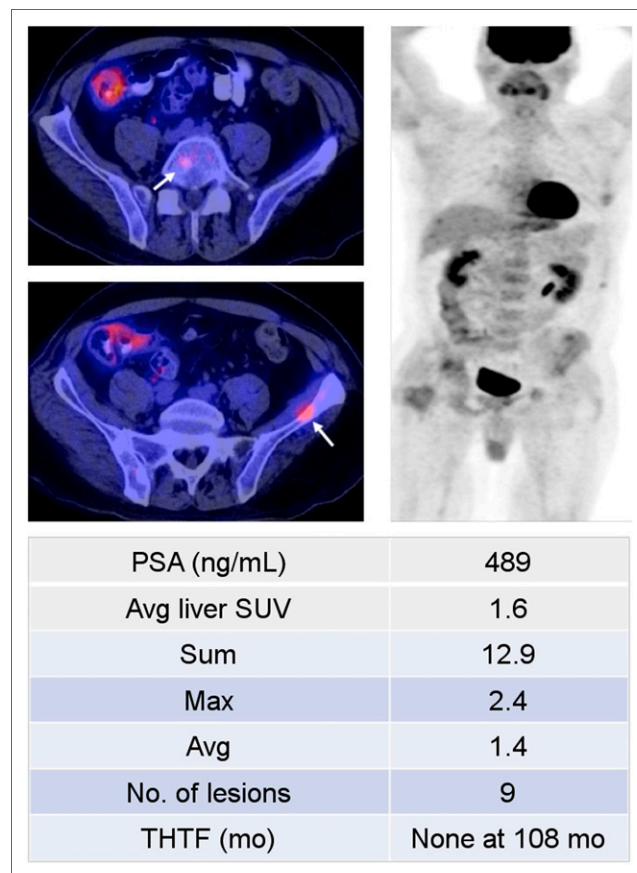 PSA (ng/mL) 489
Avg liver SUV 1.6
Sum 12.9
Max 2.4
Avg 1.4
No. of lesions 9
THTF (mo) None at 108 mo